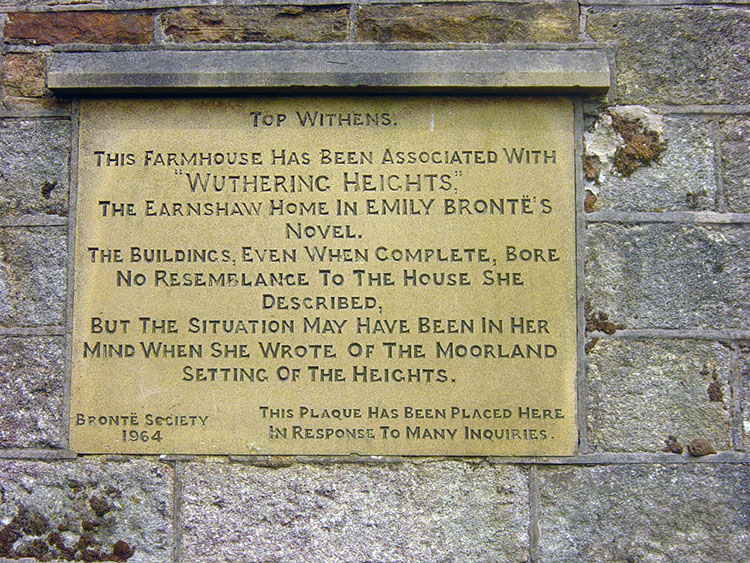 TOP WITHENS.
THIS FARMHOUSE HAS BEEN ASSOCIATED WITH
"WUTHERING HEIGHTS,"
THE EARNSHAW HOME IN EMILY BRONTË'S
NOVEL.
THE BUILDINGS, EVEN WHEN COMPLETE, BORE
NO RESEMBLANCE TO THE HOUSE SHE
DESCRIBED,
BUT THE SITUATION MAY HAVE BEEN IN HER
MIND WHEN SHE WROTE OF THE MOORLAND
SETTING OF THE HEIGHTS.
BRONTË SOCIETY
1964
THIS PLAQUE HAS BEEN PLACED HERE
IN RESPONSE TO MANY INQUIRIES.